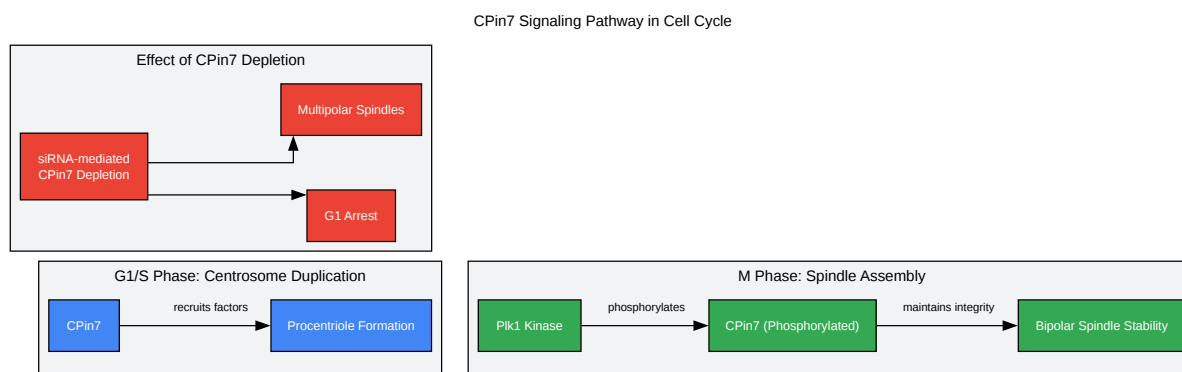 CPin7 Signaling Pathway in Cell Cycle
Effect of CPin7 Depletion
Multipolar Spindles
siRNA-mediated
CPin7 Depletion
G1 Arrest
G1/S Phase: Centrosome Duplication
CPin7
recruits factors
Procentriole Formation
M Phase: Spindle Assembly
Plk1 Kinase
phosphorylates
CPin7 (Phosphorylated)
maintains integrity
Bipolar Spindle Stability